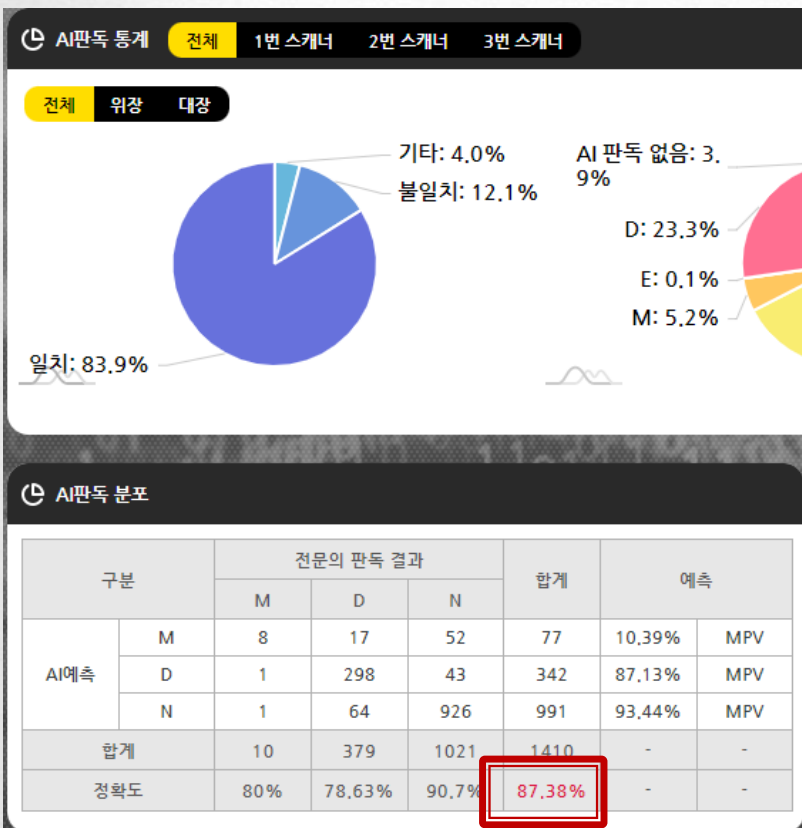 AI판독 통계 전체 1번 스캐너 2번 스캐너 3번 스캐너
전체 위장 대장
기타: 4.0%
불일치: 12.1%
일치: 83.9%
AI 판독 없음: 3.
9%
D: 23.3%
E: 0.1%
M: 5.2%
AI판독 분포
구분 전문의 판독 결과 합계 예측
M D N
AI예측 M 8 17 52 77 10.39% MPV
D 1 298 43 342 87.13% MPV
N 1 64 926 991 93.44% MPV
합계 10 379 1021 1410 - -
정확도 80% 78.63% 90.7% 87.38% - -